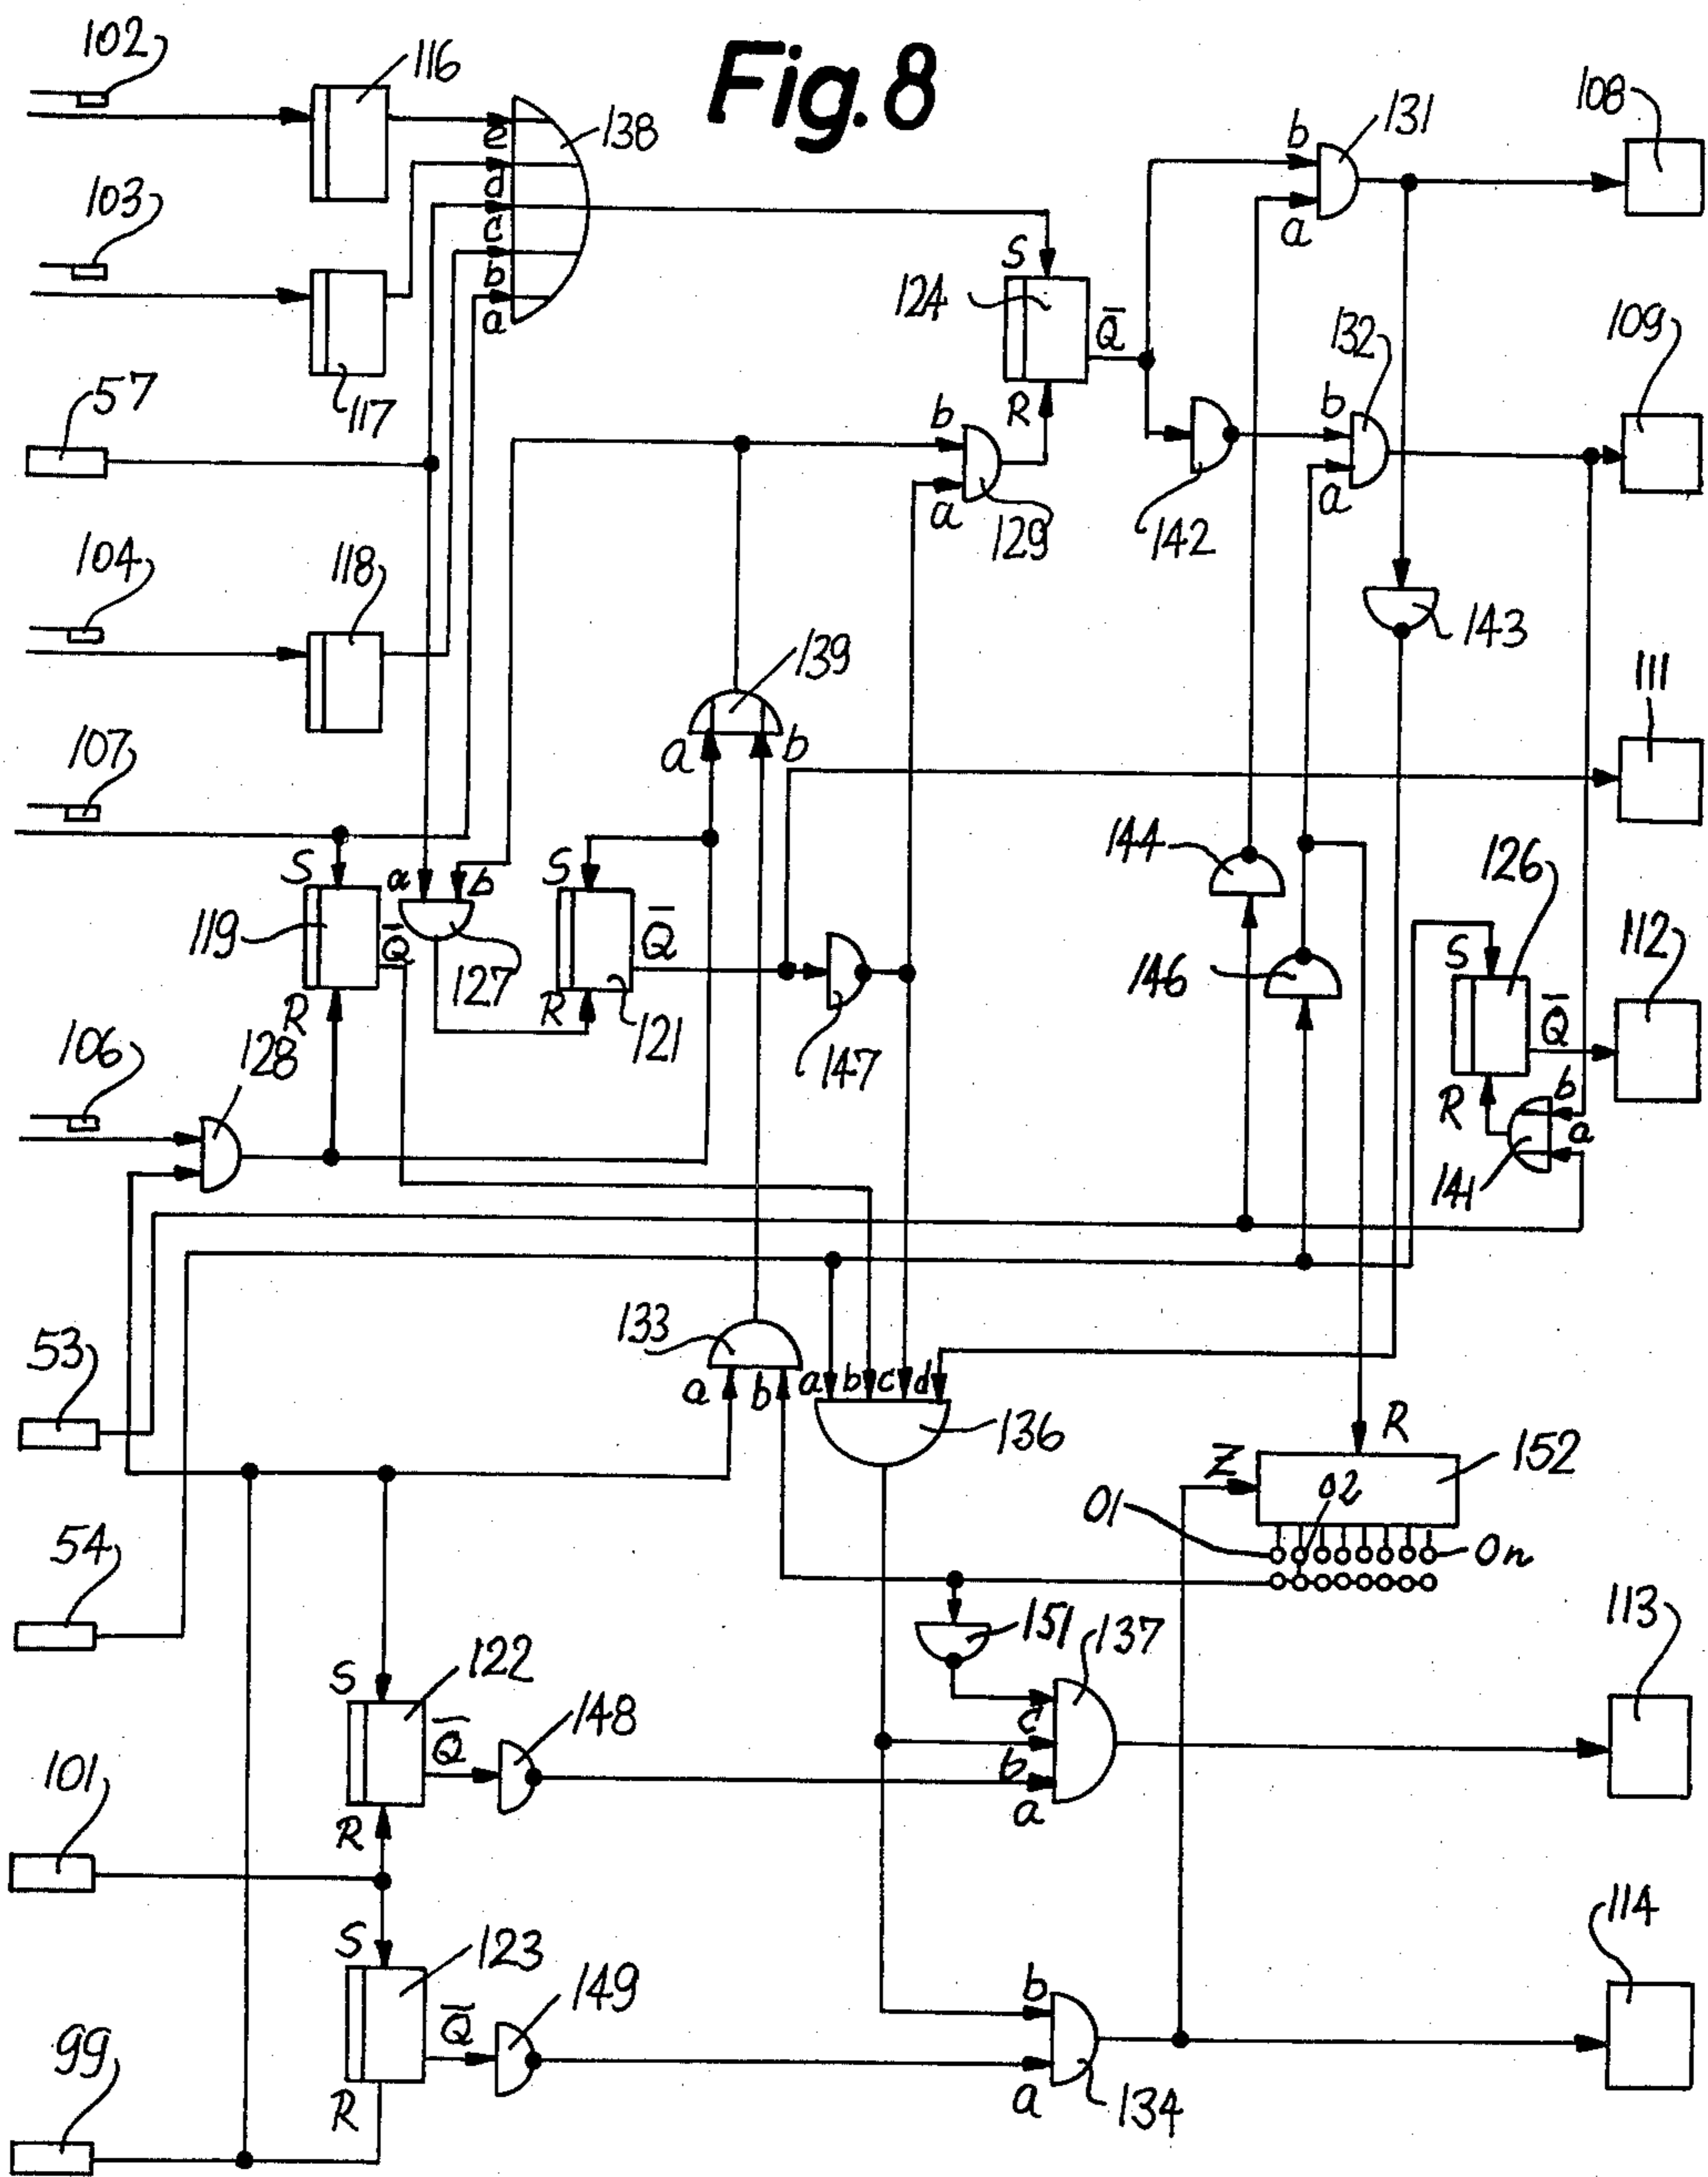 Fig. 8
102
116
138
e
d
c
b
a
103
117
57
104
118
107
S
119
Q̄
R
a
b
127
S
121
Q̄
R
147
139
a
b
106
128
b
a
129
S
124
Q̄
R
142
b
a
131
108
b
a
132
109
143
111
144
146
S
126
Q̄
R
112
b
a
141
133
a
b
a
b
c
d
136
53
54
R
Z
152
01
02
0n
151
137
c
b
a
113
S
122
Q̄
R
148
101
S
123
Q̄
R
149
b
a
134
114
99